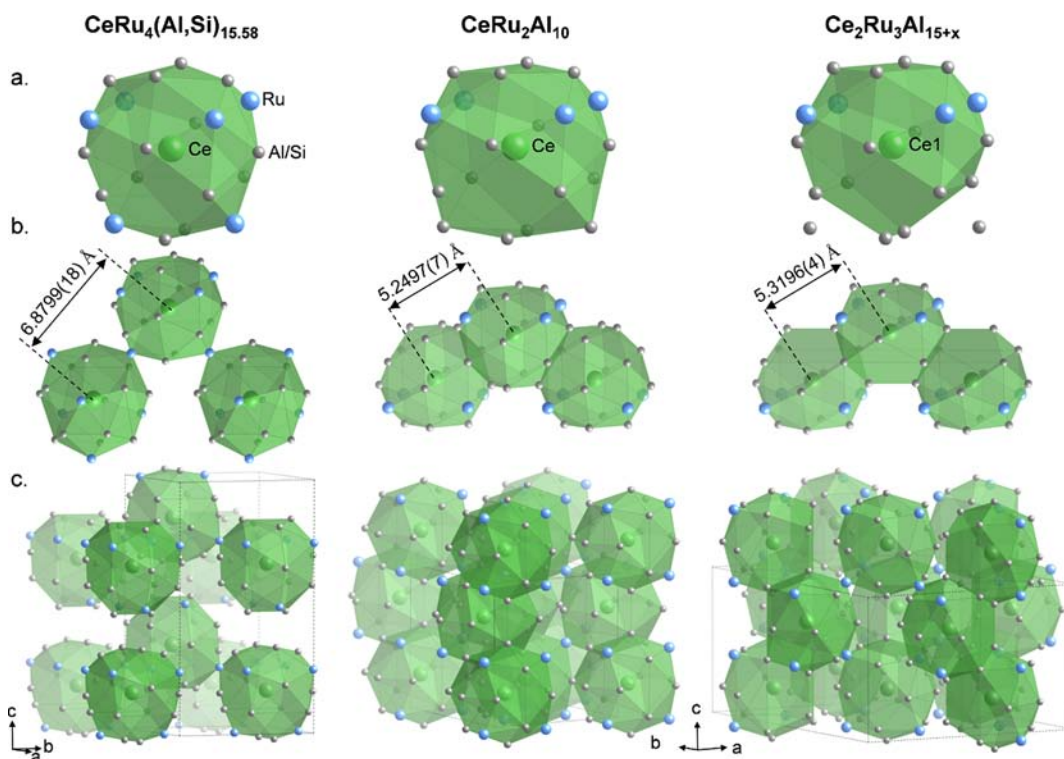 CeRu4(Al,Si)15.58 CeRu2Al10 Ce2Ru3Al15+x
a.
Ru
Ce
Al/Si
Ce
Ce1
b.
6.8799(18) Å
5.2497(7) Å
5.3196(4) Å
c.
c
b
a
b
c
a